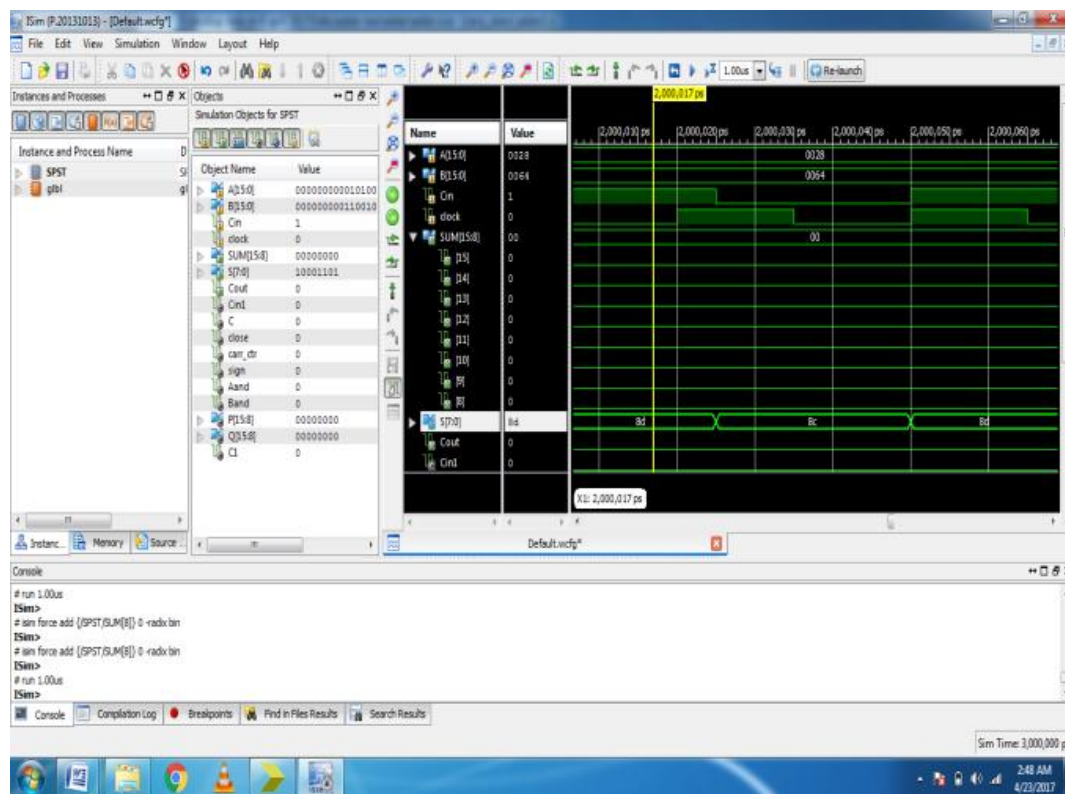 ISim (P.20131013) - [Default.wcfg*]
File Edit View Simulation Window Layout Help
1.00us
Re-launch
Instances and Processes
Instance and Process Name
SPST
glbl
Objects
Simulation Objects for SPST
Object Name Value
A[15:0] 000000000010100
B[15:0] 000000000110010
Cin 1
clock 0
SUM[15:8] 00000000
S[7:0] 10001101
Cout 0
Cin1 0
C 0
close 0
carr_ctr 0
sign 0
Aand 0
Band 0
P[15:8] 00000000
Q[15:8] 00000000
C1 0
Name Value
A[15:0] 0028
B[15:0] 0064
Cin 1
clock 0
SUM[15:8] 00
[15] 0
[14] 0
[13] 0
[12] 0
[11] 0
[10] 0
[9] 0
[8] 0
S[7:0] 8d
Cout 0
Cin1 0
2,000,017 ps
2,000,010 ps 2,000,020 ps 2,000,030 ps 2,000,040 ps 2,000,050 ps 2,000,060 ps
0028
0064
00
8d 8c 8d
X1: 2,000,017 ps
Instanc... Memory Source
Default.wcfg*
Console
# run 1.00us
ISim>
# isim force add {/SPST/SUM[8]} 0 -radix bin
ISim>
# isim force add {/SPST/SUM[8]} 0 -radix bin
ISim>
# run 1.00us
ISim>
Console Compilation Log Breakpoints Find in Files Results Search Results
Sim Time: 3,000,000 p
2:48 AM
4/23/2017